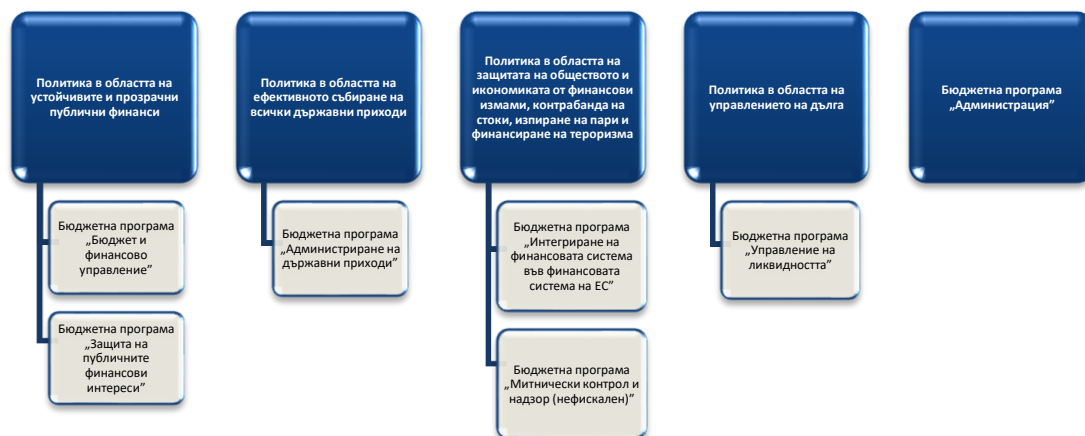 Политика в областта на
устойчивите и прозрачни
публични финанси
Бюджетна програма
„Бюджет и
финансово
управление”
Бюджетна програма
„Защита на
публичните
финансови
интереси”
Политика в областта на
ефективното събиране на
всички държавни приходи
Бюджетна програма
„Администриране на
държавни приходи”
Политика в областта на
защитата на обществото и
икономиката от финансови
измами, контрабанда на
стоки, изпиране на пари и
финансиране на тероризма
Бюджетна програма
„Интегриране на
финансовата система
във финансовата
система на ЕС”
Бюджетна програма
„Митнически контрол и
надзор (нефискален)”
Политика в областта на
управлението на дълга
Бюджетна програма
„Управление на
ликвидността”
Бюджетна програма
„Администрация”